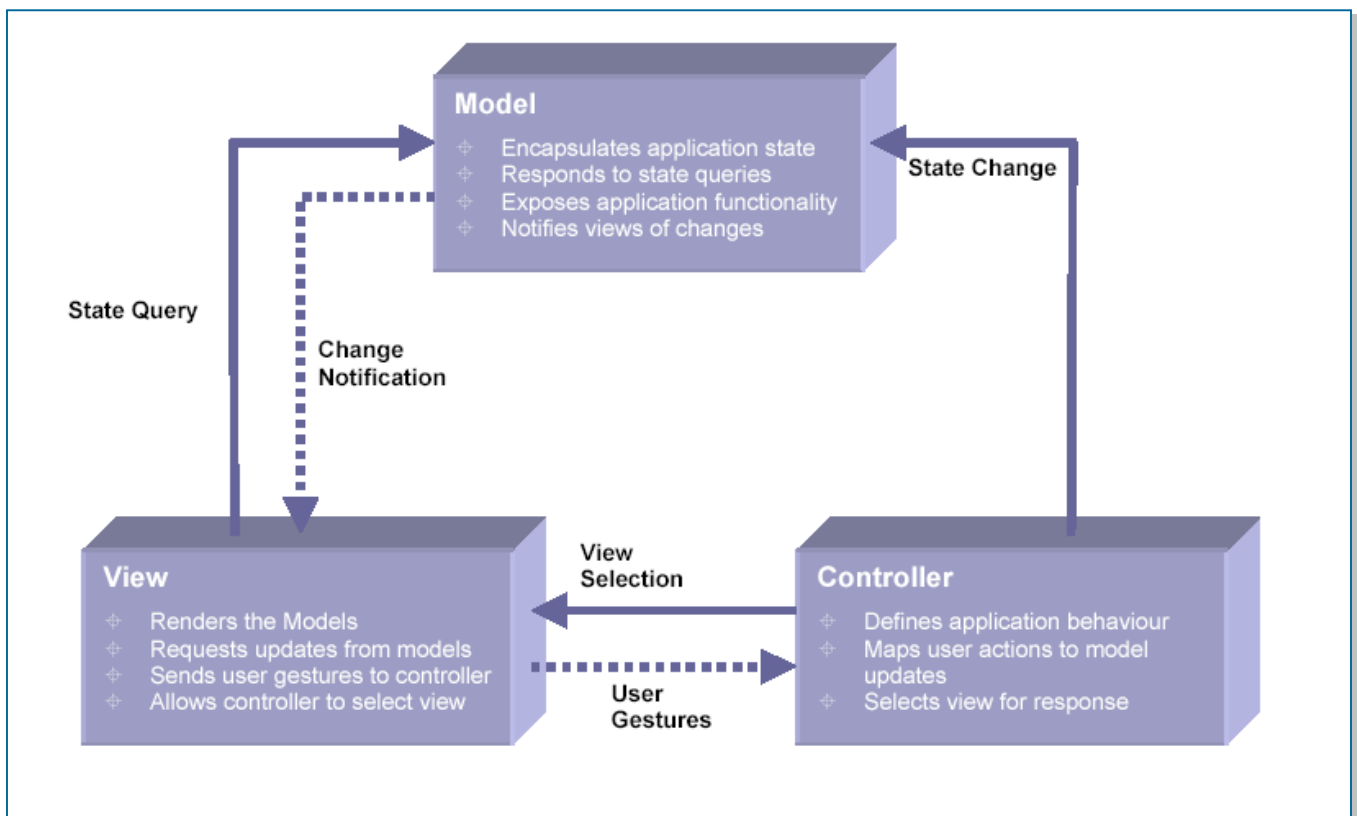 Model
Encapsulates application state
Responds to state queries
Exposes application functionality
Notifies views of changes
State Change
State Query
Change
Notification
View
Renders the Models
Requests updates from models
Sends user gestures to controller
Allows controller to select view
View
Selection
User
Gestures
Controller
Defines application behaviour
Maps user actions to model
updates
Selects view for response